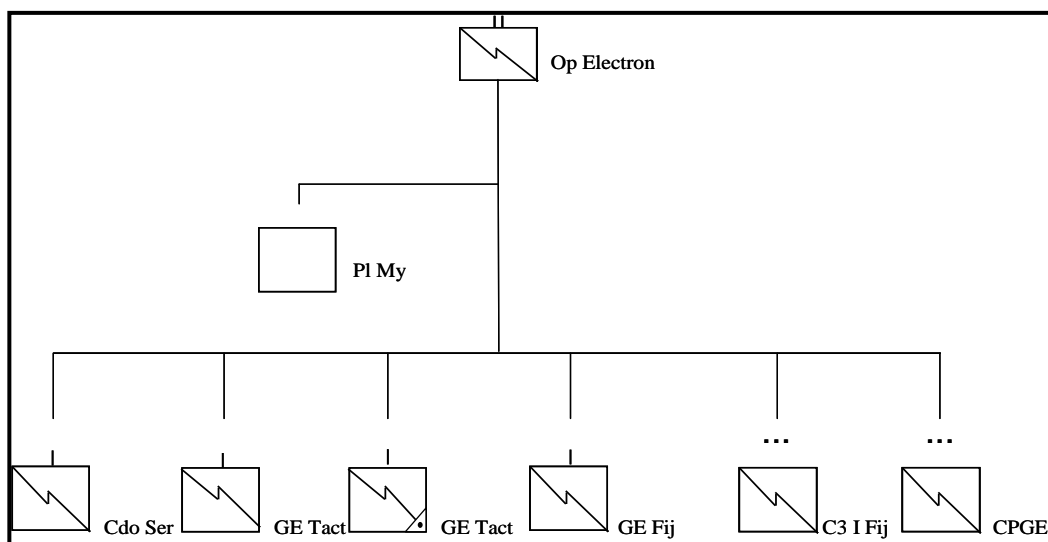 Op Electron
Pl My
...
...
Cdo Ser
GE Tact
GE Tact
GE Fij
C3 I Fij
CPGE